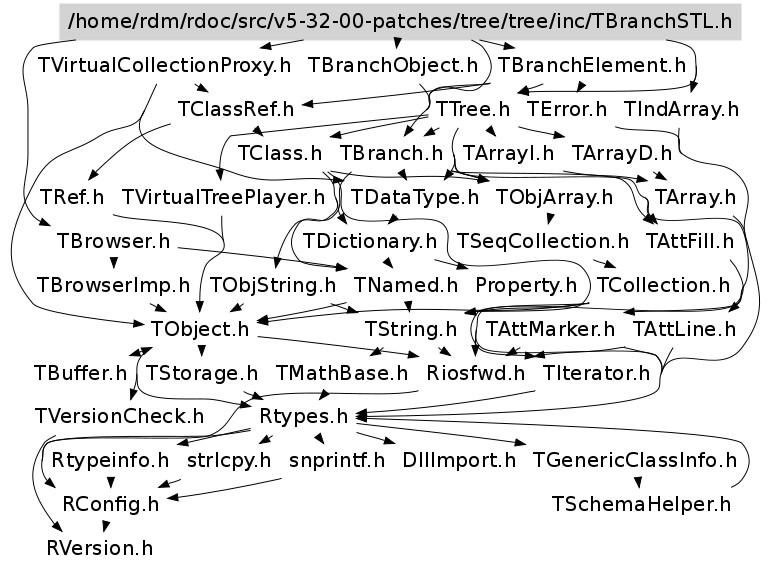 /home/rdm/rdoc/src/v5-32-00-patches/tree/tree/inc/TBranchSTL.h
TVirtualCollectionProxy.h TBranchObject.h TBranchElement.h
TClassRef.h TTree.h TError.h TIndArray.h
TClass.h TBranch.h TArrayI.h TArrayD.h
TRef.h TVirtualTreePlayer.h TDataType.h TObjArray.h TArray.h
TBrowser.h TDictionary.h TSeqCollection.h TAttFill.h
TBrowserImp.h TObjString.h TNamed.h Property.h TCollection.h
TObject.h TString.h TAttMarker.h TAttLine.h
TBuffer.h TStorage.h TMathBase.h Riosfwd.h TIterator.h
TVersionCheck.h Rtypes.h
Rtypeinfo.h strlcpy.h snprintf.h DllImport.h TGenericClassInfo.h
RConfig.h TSchemaHelper.h
RVersion.h